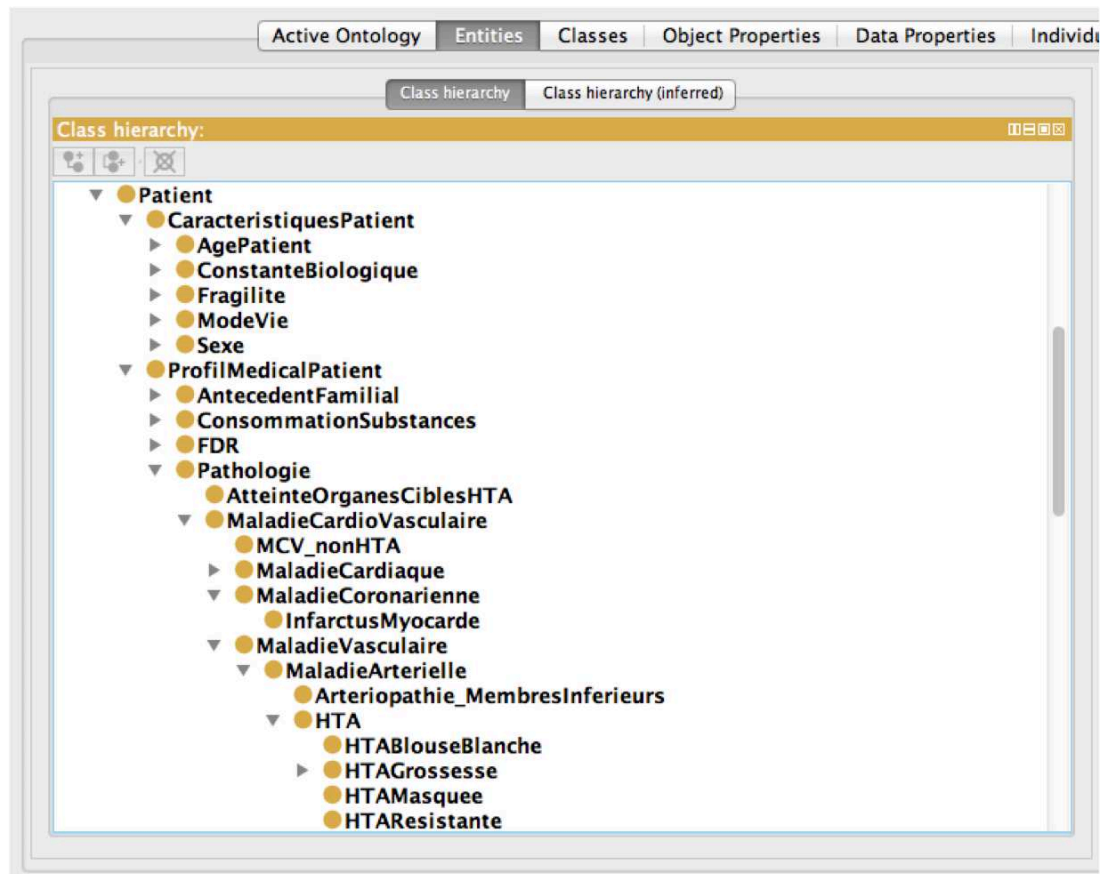 Active Ontology Entities Classes Object Properties Data Properties Individu
Class hierarchy Class hierarchy (inferred)
Class hierarchy:
Patient
CaracteristiquesPatient
AgePatient
ConstanteBiologique
Fragilite
ModeVie
Sexe
ProfilMedicalPatient
AntecedentFamilial
ConsommationSubstances
FDR
Pathologie
AtteinteOrganesCiblesHTA
MaladieCardioVasculaire
MCV_nonHTA
MaladieCardiaque
MaladieCoronarienne
InfarctusMyocarde
MaladieVasculaire
MaladieArterielle
Arteriopathie_MembresInferieurs
HTA
HTABlouseBlanche
HTAGrossesse
HTAMasquee
HTAResistante